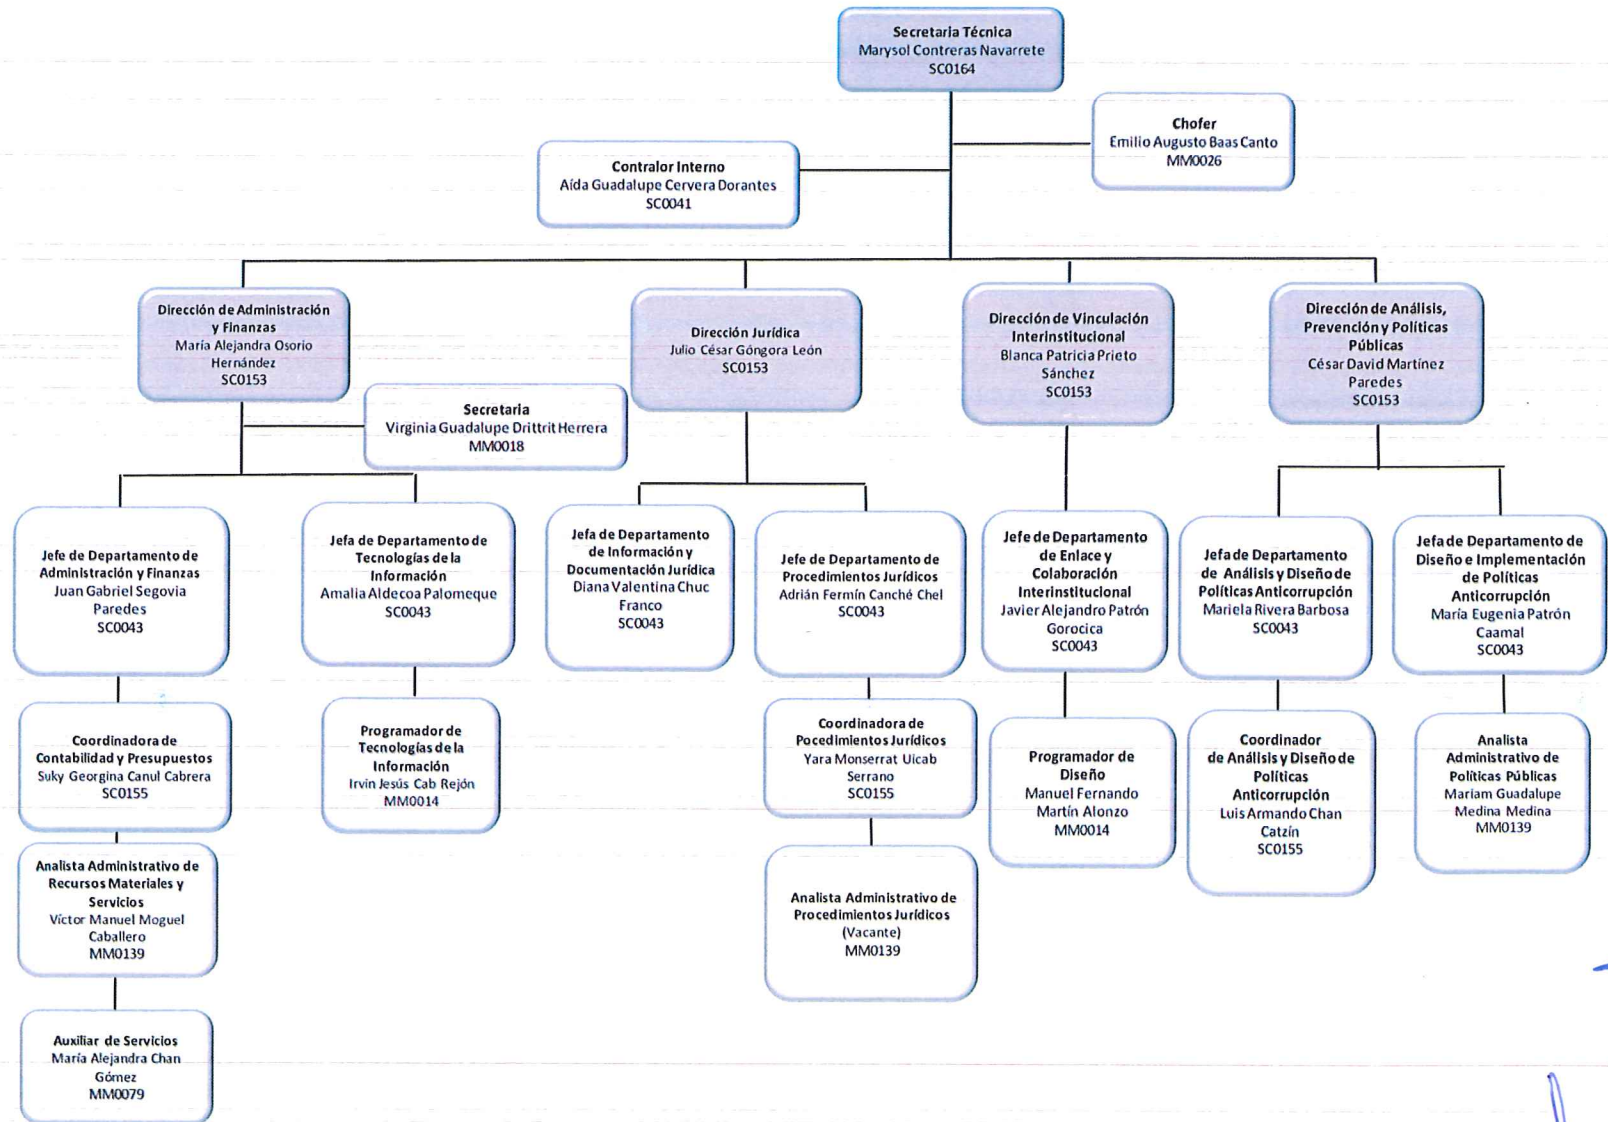 Secretaria Técnica
Marysol Contreras Navarrete
SC0164
Chofer
Emilio Augusto Baas Canto
MM0026
Contralor Interno
Aída Guadalupe Cervera Dorantes
SC0041
Dirección de Administración
y Finanzas
María Alejandra Osorio
Hernández
SC0153
Dirección Jurídica
Julio César Góngora León
SC0153
Dirección de Vinculación
Interinstitucional
Blanca Patricia Prieto
Sánchez
SC0153
Dirección de Análisis,
Prevención y Políticas
Públicas
César David Martínez
Paredes
SC0153
Secretaria
Virginia Guadalupe Drittrit Herrera
MM0018
Jefe de Departamento de
Administración y Finanzas
Juan Gabriel Segovia
Paredes
SC0043
Jefa de Departamento de
Tecnologías de la
Información
Amalia Aldecoa Palomeque
SC0043
Jefa de Departamento
de Información y
Documentación Jurídica
Diana Valentina Chuc
Franco
SC0043
Jefe de Departamento de
Procedimientos Jurídicos
Adrián Fermín Canché Chel
SC0043
Jefe de Departamento
de Enlace y
Colaboración
Interinstitucional
Javier Alejandro Patrón
Gorocica
SC0043
Jefa de Departamento
de Análisis y Diseño de
Políticas Anticorrupción
Mariela Rivera Barbosa
SC0043
Jefa de Departamento de
Diseño e Implementación
de Políticas
Anticorrupción
María Eugenia Patrón
Caamal
SC0043
Coordinadora de
Contabilidad y Presupuestos
Suky Georgina Canul Cabrera
SC0155
Programador de
Tecnologías de la
Información
Irvin Jesús Cab Rejón
MM0014
Coordinadora de
Pocedimientos Jurídicos
Yara Monserrat Uicab
Serrano
SC0155
Programador de
Diseño
Manuel Fernando
Martín Alonzo
MM0014
Coordinador
de Análisis y Diseño de
Políticas
Anticorrupción
Luis Armando Chan
Catzín
SC0155
Analista
Administrativo de
Políticas Públicas
Mariam Guadalupe
Medina Medina
MM0139
Analista Administrativo de
Recursos Materiales y
Servicios
Víctor Manuel Moguel
Caballero
MM0139
Analista Administrativo de
Procedimientos Jurídicos
(Vacante)
MM0139
Auxiliar de Servicios
María Alejandra Chan
Gómez
MM0079